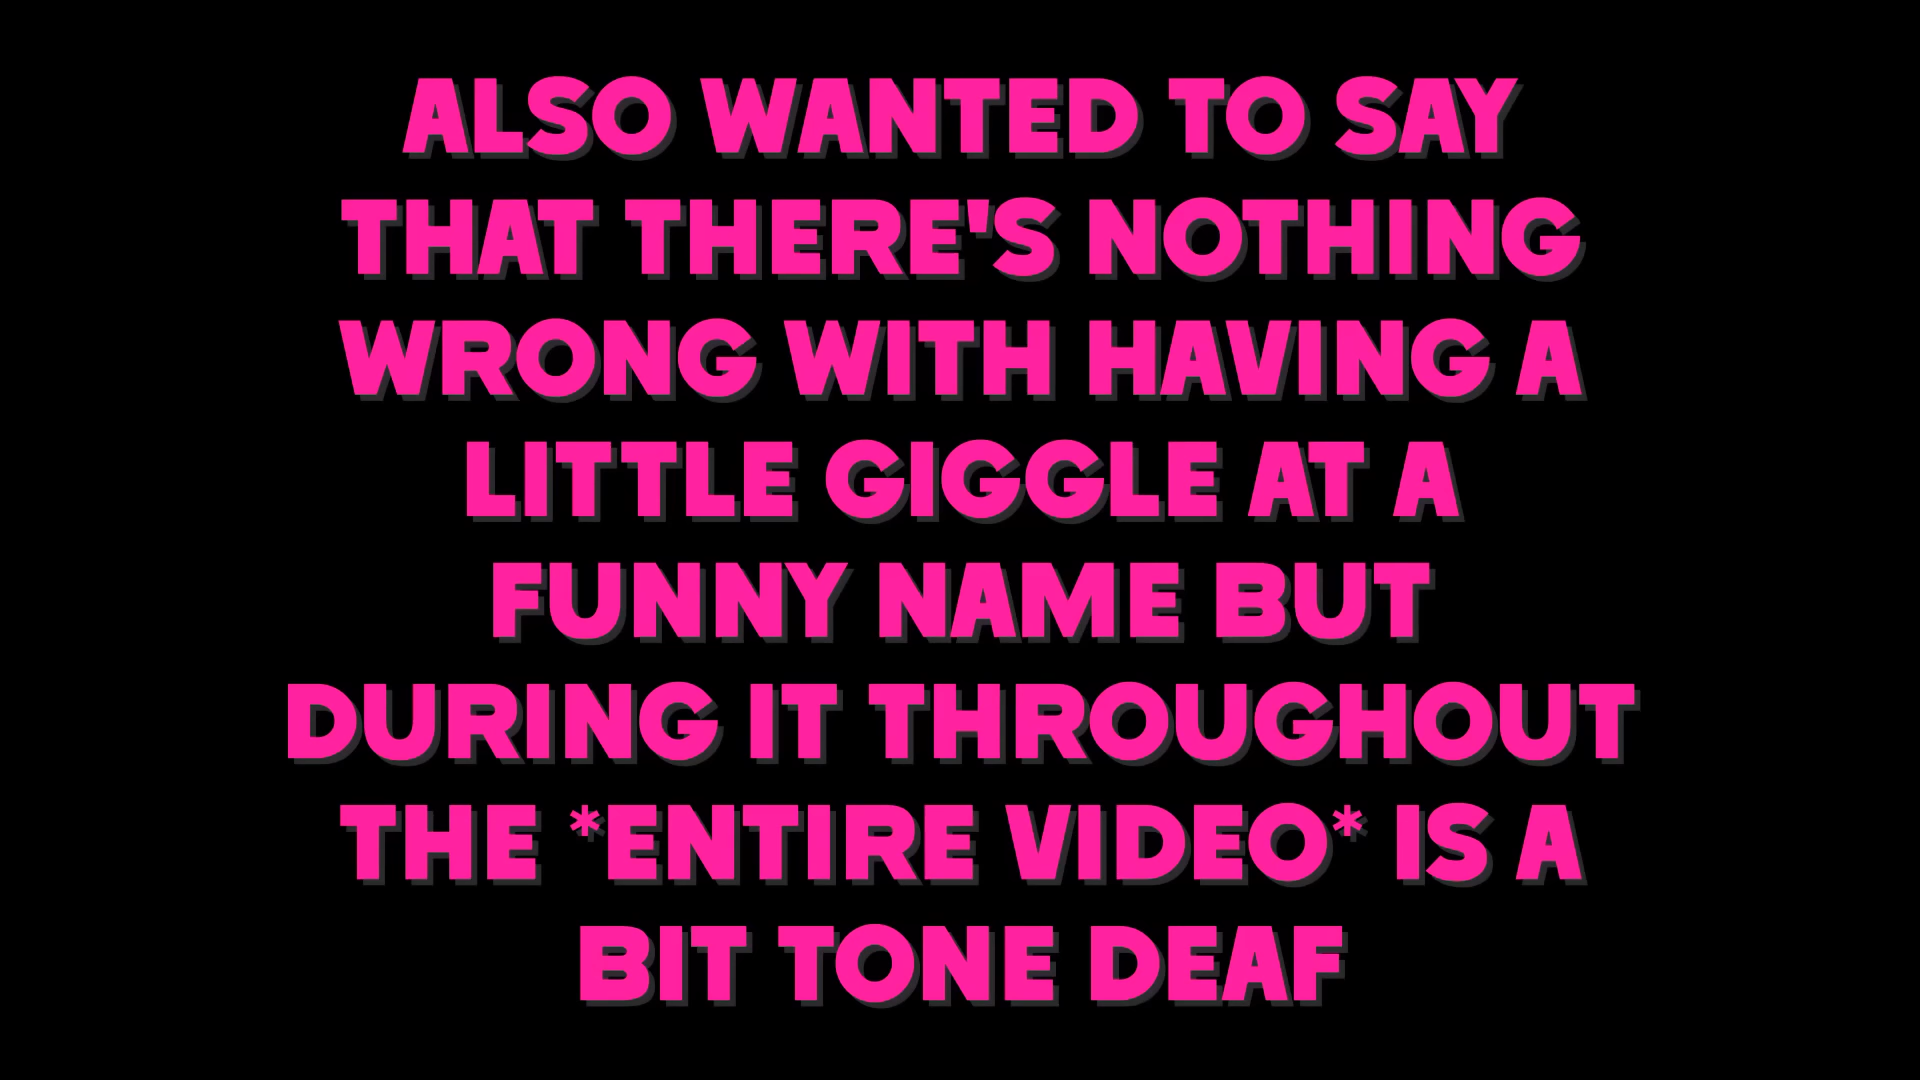 ALSO WANTED TO SAY
THAT THERE'S NOTHING
WRONG WITH HAVING A
LITTLE GIGGLE AT A
FUNNY NAME BUT
DURING IT THROUGHOUT
THE *ENTIRE VIDEO* IS A
BIT TONE DEAF